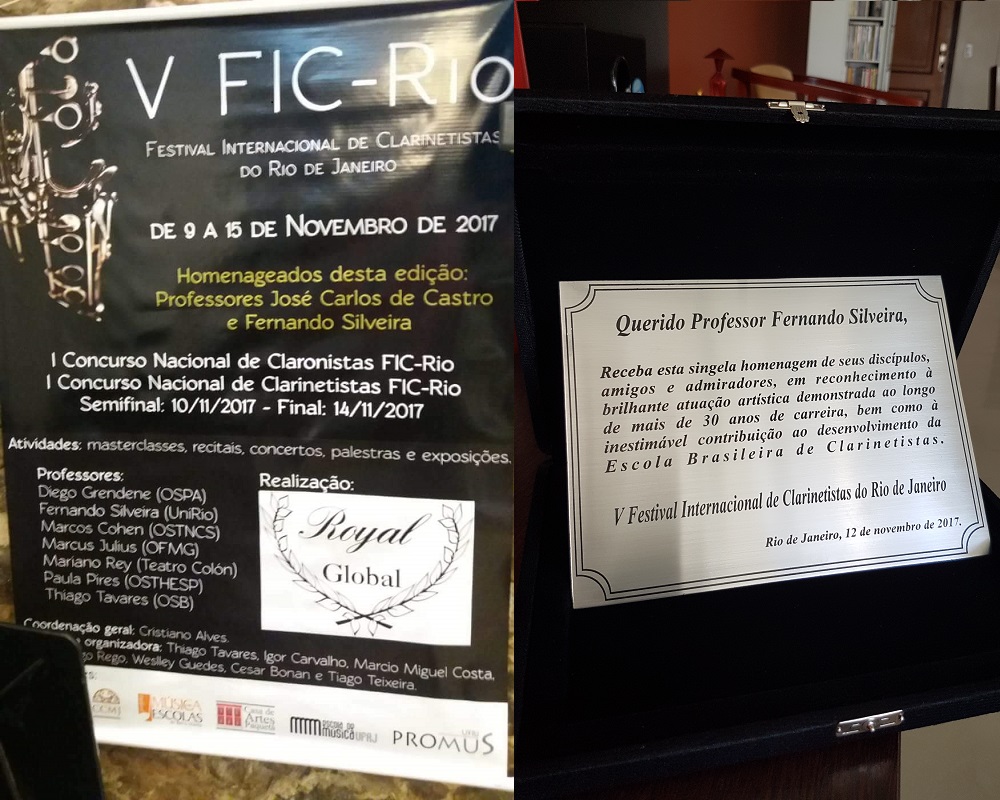 V FIC-Rio
Festival Internacional de Clarinetistas
do Rio de Janeiro
de 9 a 15 de Novembro de 2017
Homenageados desta edição:
Professores José Carlos de Castro
e Fernando Silveira
I Concurso Nacional de Claronistas FIC-Rio
I Concurso Nacional de Clarinetistas FIC-Rio
Semifinal: 10/11/2017 - Final: 14/11/2017
Atividades: masterclasses, recitais, concertos, palestras e exposições.
Professores:
Diego Grendene (OSPA)
Fernando Silveira (UniRio)
Marcos Cohen (OSTNCS)
Marcus Julius (OFMG)
Mariano Rey (Teatro Colón)
Paula Pires (OSTHESP)
Thiago Tavares (OSB)
Realização:
Royal
Global
Coordenação geral: Cristiano Alves.
organizadora: Thiago Tavares, Igor Carvalho, Marcio Miguel Costa,
Rego, Weslley Guedes, Cesar Bonan e Tiago Teixeira.
MÚSICA
ESCOLAS
Casa de
Artes
Paquetá
escola de
música UFRJ
UFRJ
PROMUS
Querido Professor Fernando Silveira,
Receba esta singela homenagem de seus discípulos,
amigos e admiradores, em reconhecimento à
brilhante atuação artística demonstrada ao longo
de mais de 30 anos de carreira, bem como à
inestimável contribuição ao desenvolvimento da
Escola Brasileira de Clarinetistas.
V Festival Internacional de Clarinetistas do Rio de Janeiro
Rio de Janeiro, 12 de novembro de 2017.